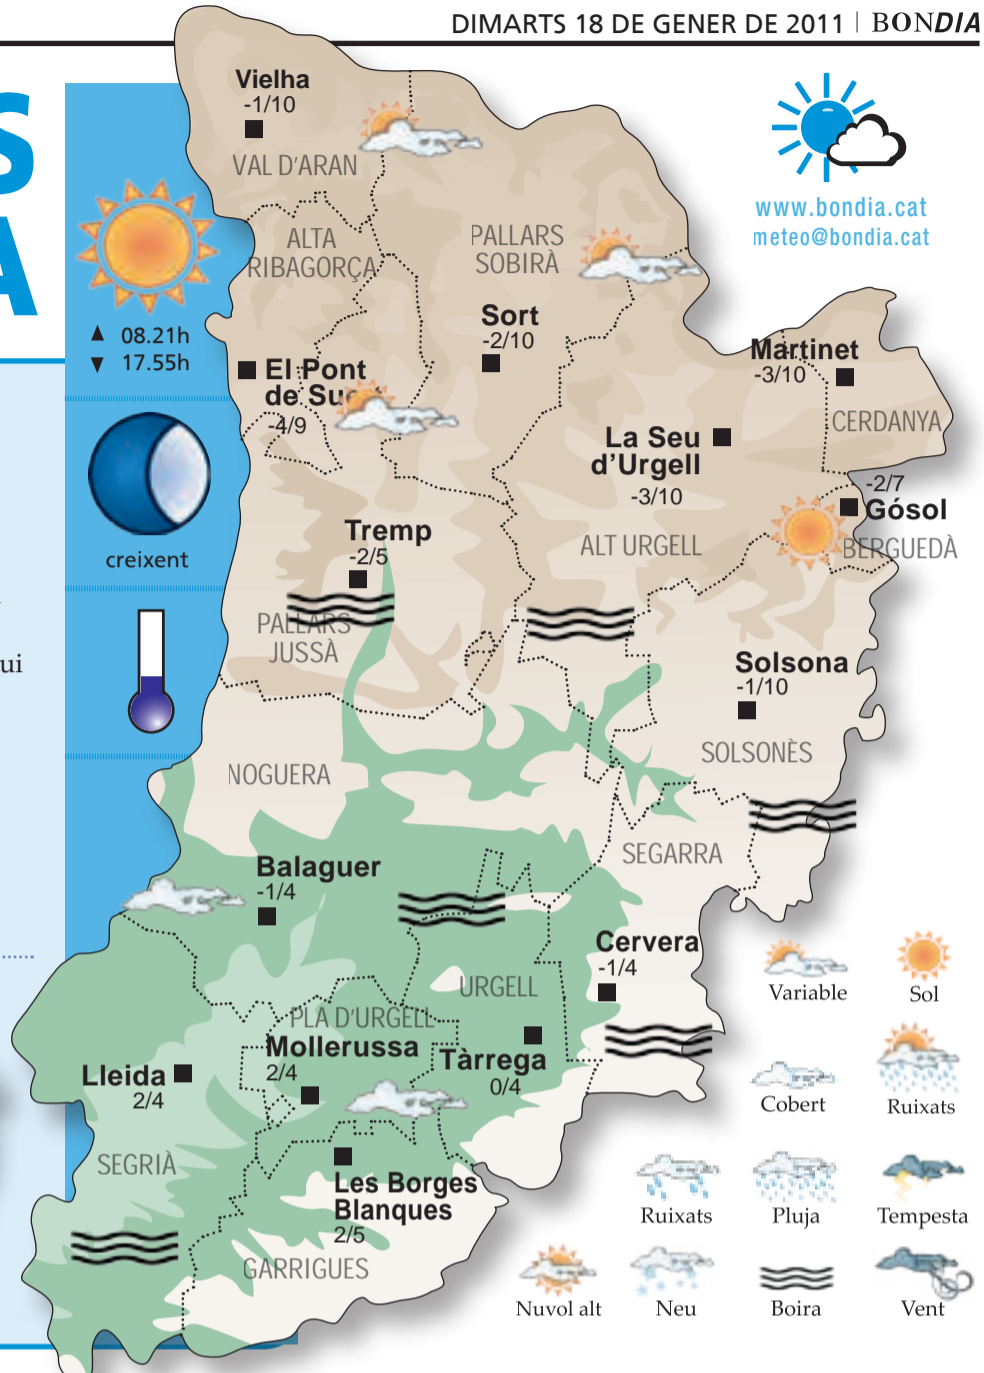 DIMARTS 18 DE GENER DE 2011 | BONDIA
S
A
www.bondia.cat
meteo@bondia.cat
08.21h
17.55h
creixent
ui
Vielha
-1/10
VAL D'ARAN
ALTA
RIBAGORÇA
PALLARS
SOBIRÀ
Sort
-2/10
Martinet
-3/10
CERDANYA
El Pont
de Su
-4/9
La Seu
d'Urgell
-3/10
-2/7
Gósol
BERGUEDÀ
Tremp
-2/5
ALT URGELL
PALLARS
JUSSÀ
Solsona
-1/10
SOLSONÈS
NOGUERA
SEGARRA
Balaguer
-1/4
Cervera
-1/4
URGELL
PLA D'URGELL
Mollerussa
2/4
Tàrrega
0/4
Lleida
2/4
SEGRIÀ
Les Borges
Blanques
2/5
GARRIGUES
Variable
Sol
Cobert
Ruixats
Ruixats
Pluja
Tempesta
Nuvol alt
Neu
Boira
Vent